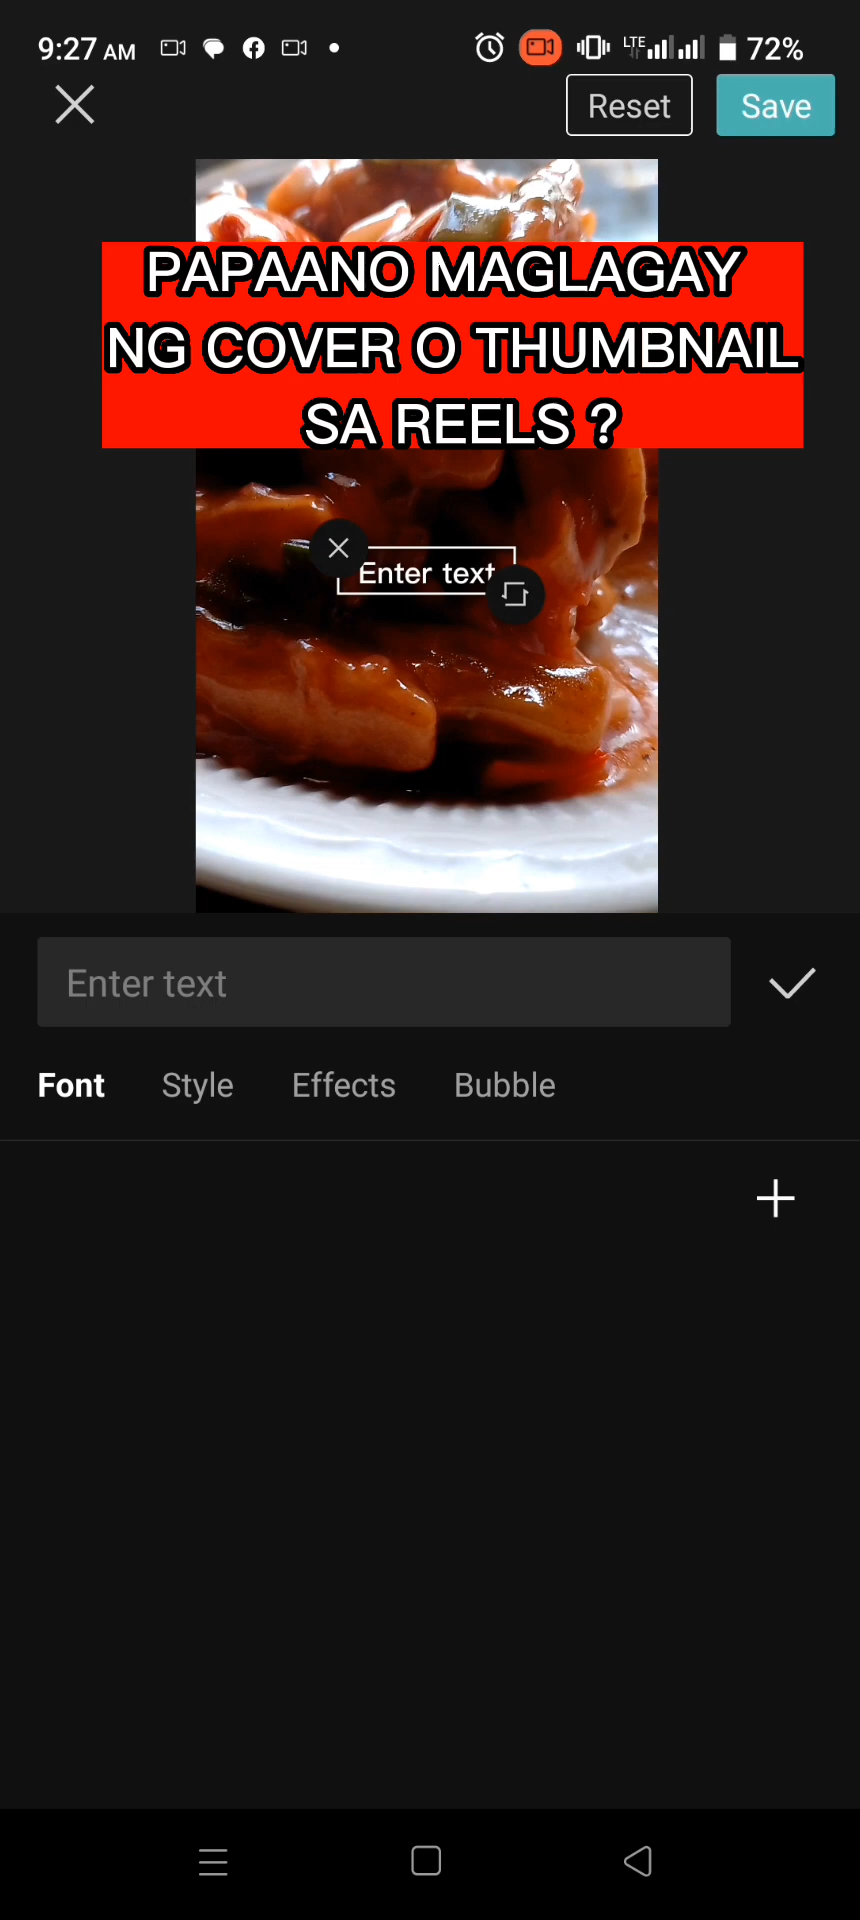 9:27 AM
LTE
72%
Reset
Save
PAPAANO MAGLAGAY
NG COVER O THUMBNAIL
SA REELS ?
Enter text
Enter text
Font
Style
Effects
Bubble